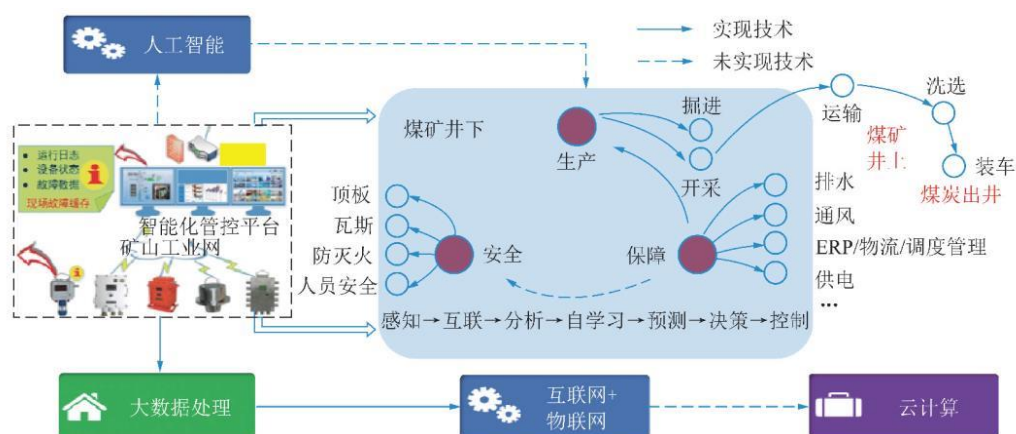 人工智能
实现技术
未实现技术
运行日志
设备状态
故障数据
现场故障缓存
智能化管控平台
矿山工业网
煤矿井下
生产
掘进
开采
运输
洗选
装车
煤矿
井上
煤炭出井
顶板
瓦斯
防灭火
人员安全
安全
保障
排水
通风
ERP/物流/调度管理
供电
...
感知→互联→分析→自学习→预测→决策→控制
大数据处理
互联网+
物联网
云计算